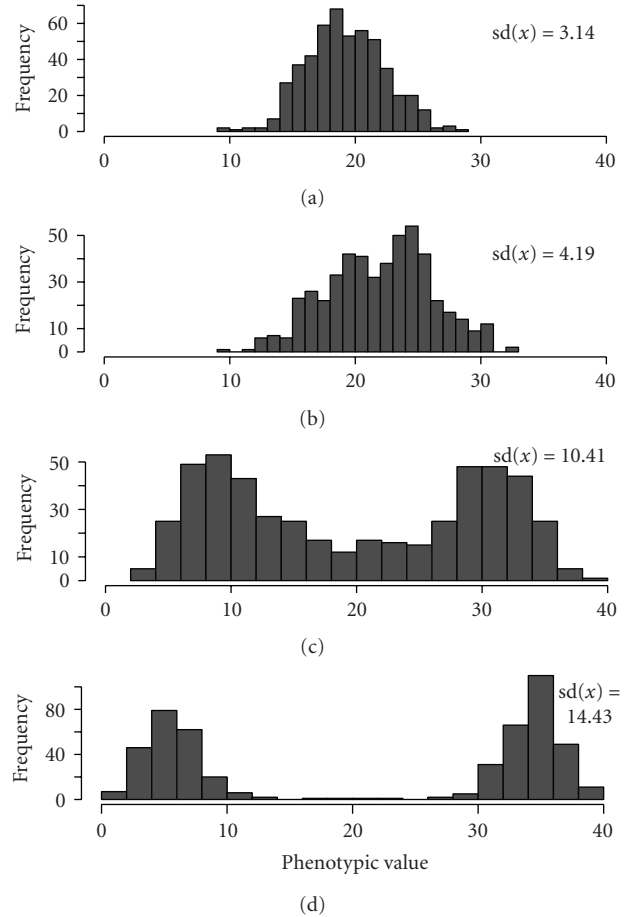 Frequency
60
40
20
0
sd(x) = 3.14
0 10 20 30 40
(a)
Frequency
50
30
10
0
sd(x) = 4.19
0 10 20 30 40
(b)
Frequency
50
30
10
0
sd(x) = 10.41
0 10 20 30 40
(c)
Frequency
80
40
0
sd(x) =
14.43
0 10 20 30 40
Phenotypic value
(d)